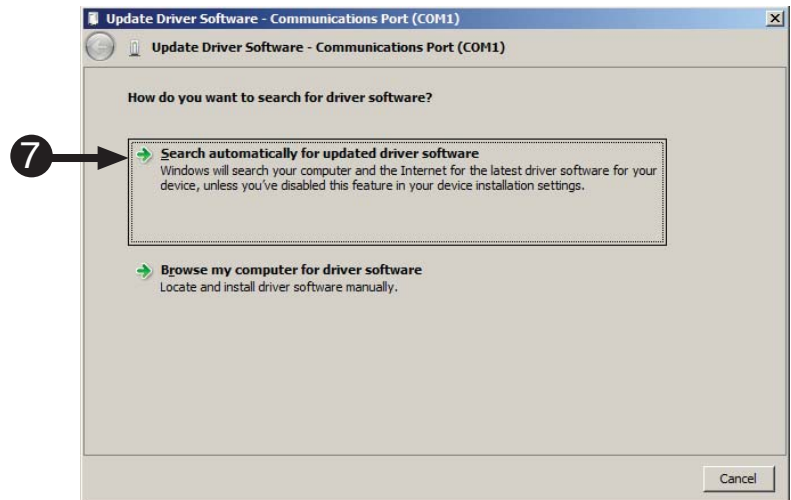 Update Driver Software - Communications Port (COM1)
Update Driver Software - Communications Port (COM1)
How do you want to search for driver software?
7
Search automatically for updated driver software
Windows will search your computer and the Internet for the latest driver software for your
device, unless you've disabled this feature in your device installation settings.
Browse my computer for driver software
Locate and install driver software manually.
Cancel